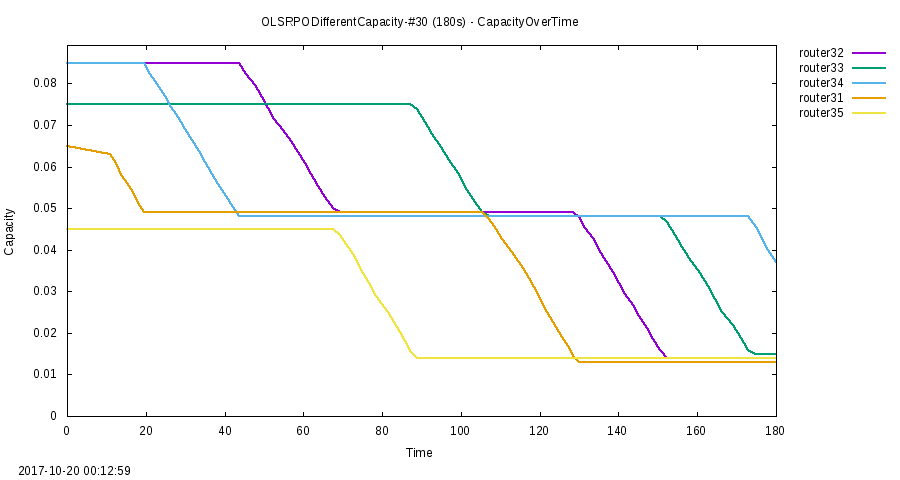 OLSRPODifferentCapacity-#30 (180s) - CapacityOverTime
router32
router33
router34
router31
router35
0.08
0.07
0.06
0.05
0.04
0.03
0.02
0.01
0
Capacity
0 20 40 60 80 100 120 140 160 180
Time
2017-10-20 00:12:59